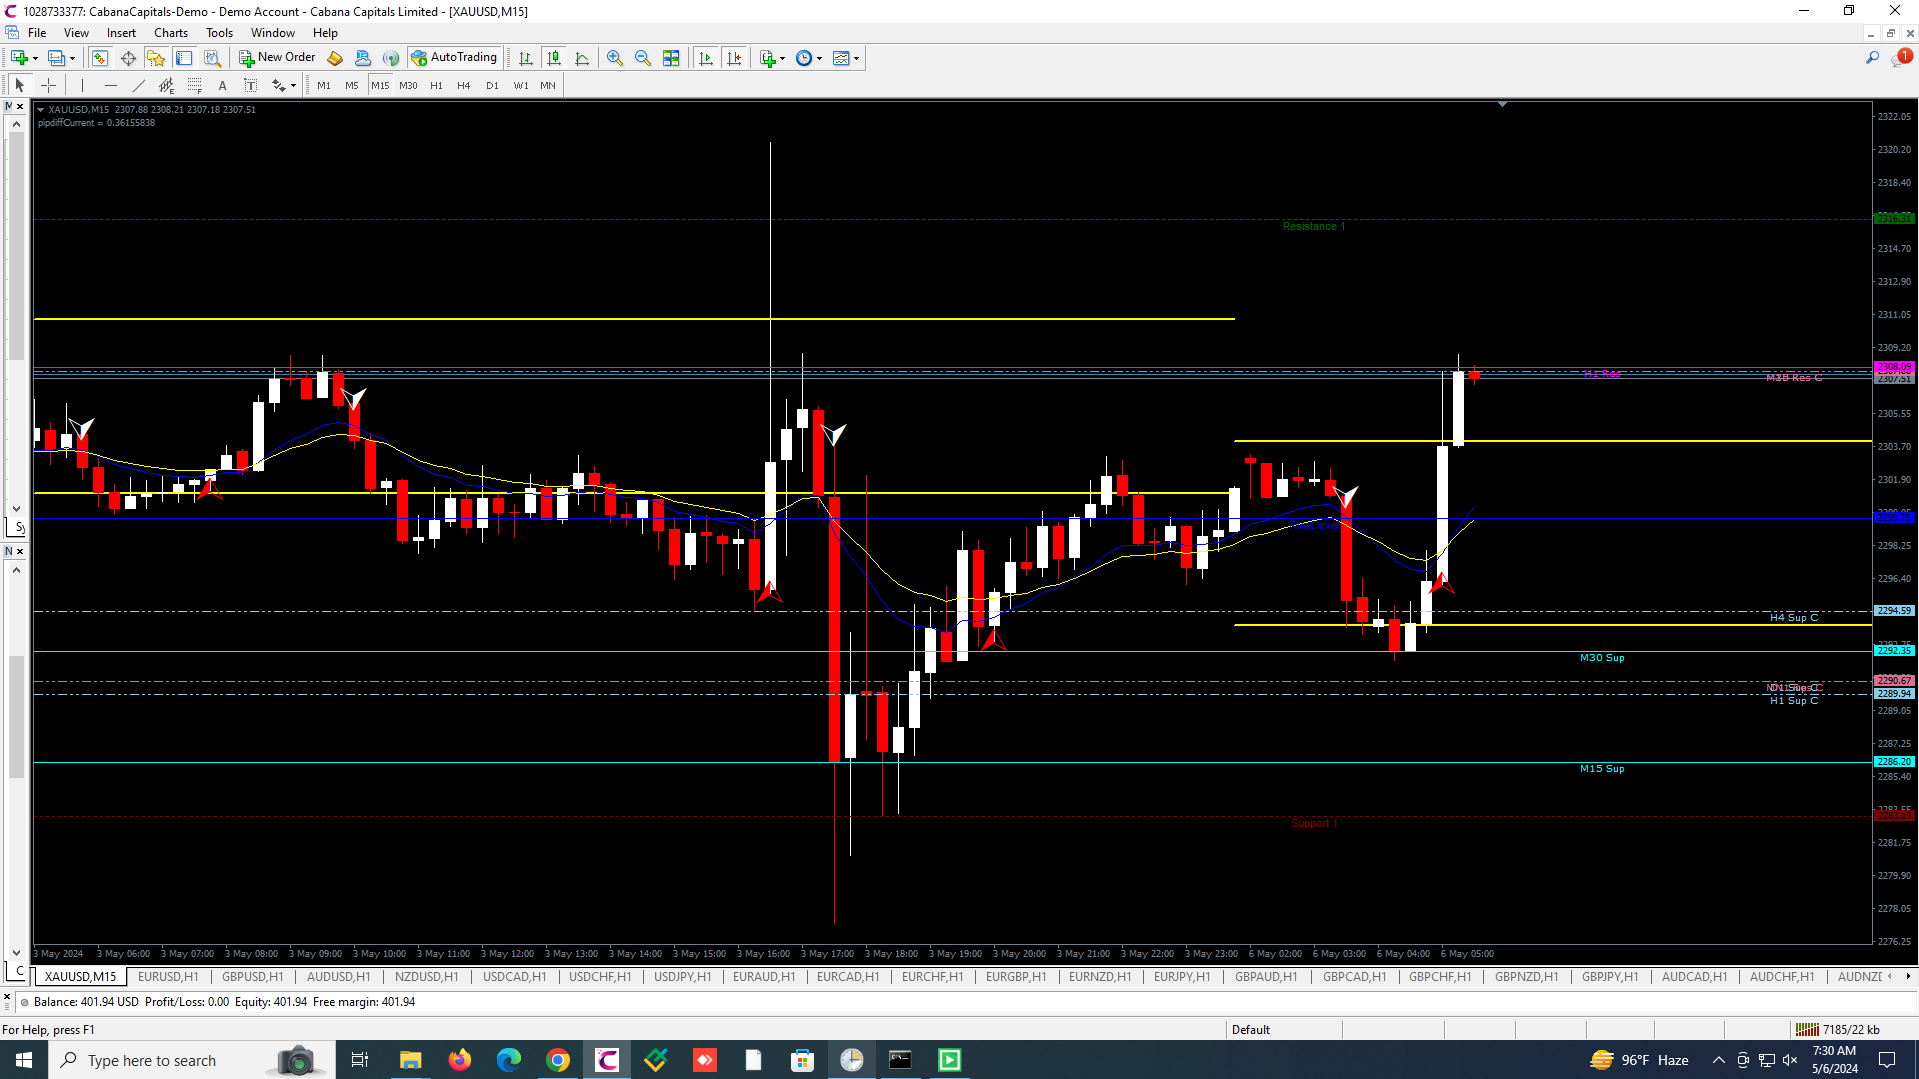 1028733377: CabanaCapitals-Demo - Demo Account - Cabana Capitals Limited - [XAUUSD,M15]
File View Insert Charts Tools Window Help
New Order AutoTrading 1
A T M1 M5 M15 M30 H1 H4 D1 W1 MN
M
XAUUSD,M15 2307.88 2308.21 2307.18 2307.51
pipdiffCurrent = 0.36155838
2322.05
2320.20
2318.40
Resistance 1
2316.31
2314.70
2312.90
2311.05
2309.20
2308.09
H1 Res
Res C
2307.51
2305.55
2303.70
2301.90
Sy
2298.25
N
2296.40
2294.59
H4 Sup C
2292.35
M30 Sup
2290.67
2289.94
H1 Sup C
2289.05
2287.25
2286.20
M15 Sup
2285.40
Support 1
2281.75
2279.90
2278.05
2276.25
3 May 2024 3 May 06:00 3 May 07:00 3 May 08:00 3 May 09:00 3 May 10:00 3 May 11:00 3 May 12:00 3 May 13:00 3 May 14:00 3 May 15:00 3 May 16:00 3 May 17:00 3 May 18:00 3 May 19:00 3 May 20:00 3 May 21:00 3 May 22:00 3 May 23:00 6 May 02:00 6 May 03:00 6 May 04:00 6 May 05:00
C
XAUUSD,M15 EURUSD,H1 GBPUSD,H1 AUDUSD,H1 NZDUSD,H1 USDCAD,H1 USDCHF,H1 USDJPY,H1 EURAUD,H1 EURCAD,H1 EURCHF,H1 EURGBP,H1 EURNZD,H1 EURJPY,H1 GBPAUD,H1 GBPCAD,H1 GBPCHF,H1 GBPNZD,H1 GBPJPY,H1 AUDCAD,H1 AUDCHF,H1 AUDNZD
Balance: 401.94 USD Profit/Loss: 0.00 Equity: 401.94 Free margin: 401.94
For Help, press F1
Default
7185/22 kb
Type here to search
96°F Haze
7:30 AM
5/6/2024